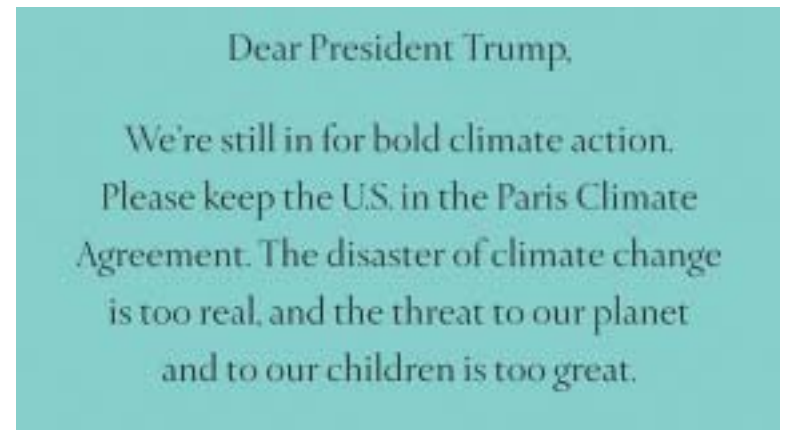 Dear President Trump,
We're still in for bold climate action.
Please keep the U.S. in the Paris Climate
Agreement. The disaster of climate change
is too real, and the threat to our planet
and to our children is too great.